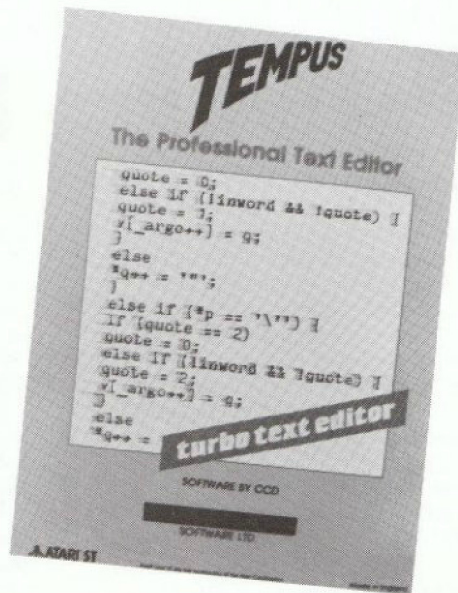 TEMPUS
The Professional Text Editor
quote = 0;
else if (!inword && !quote) {
quote = 1;
v[_argo++] = q;
}
else
*q++ = '"';
}
else if (*p == '\'') {
if (quote == 2)
quote = 0;
else if (!inword && !quote) {
quote = 2;
v[_argo++] = q;
}
else
*q++ =
turbo text editor
SOFTWARE BY CCD
SOFTWARE LTD.
ATARI ST